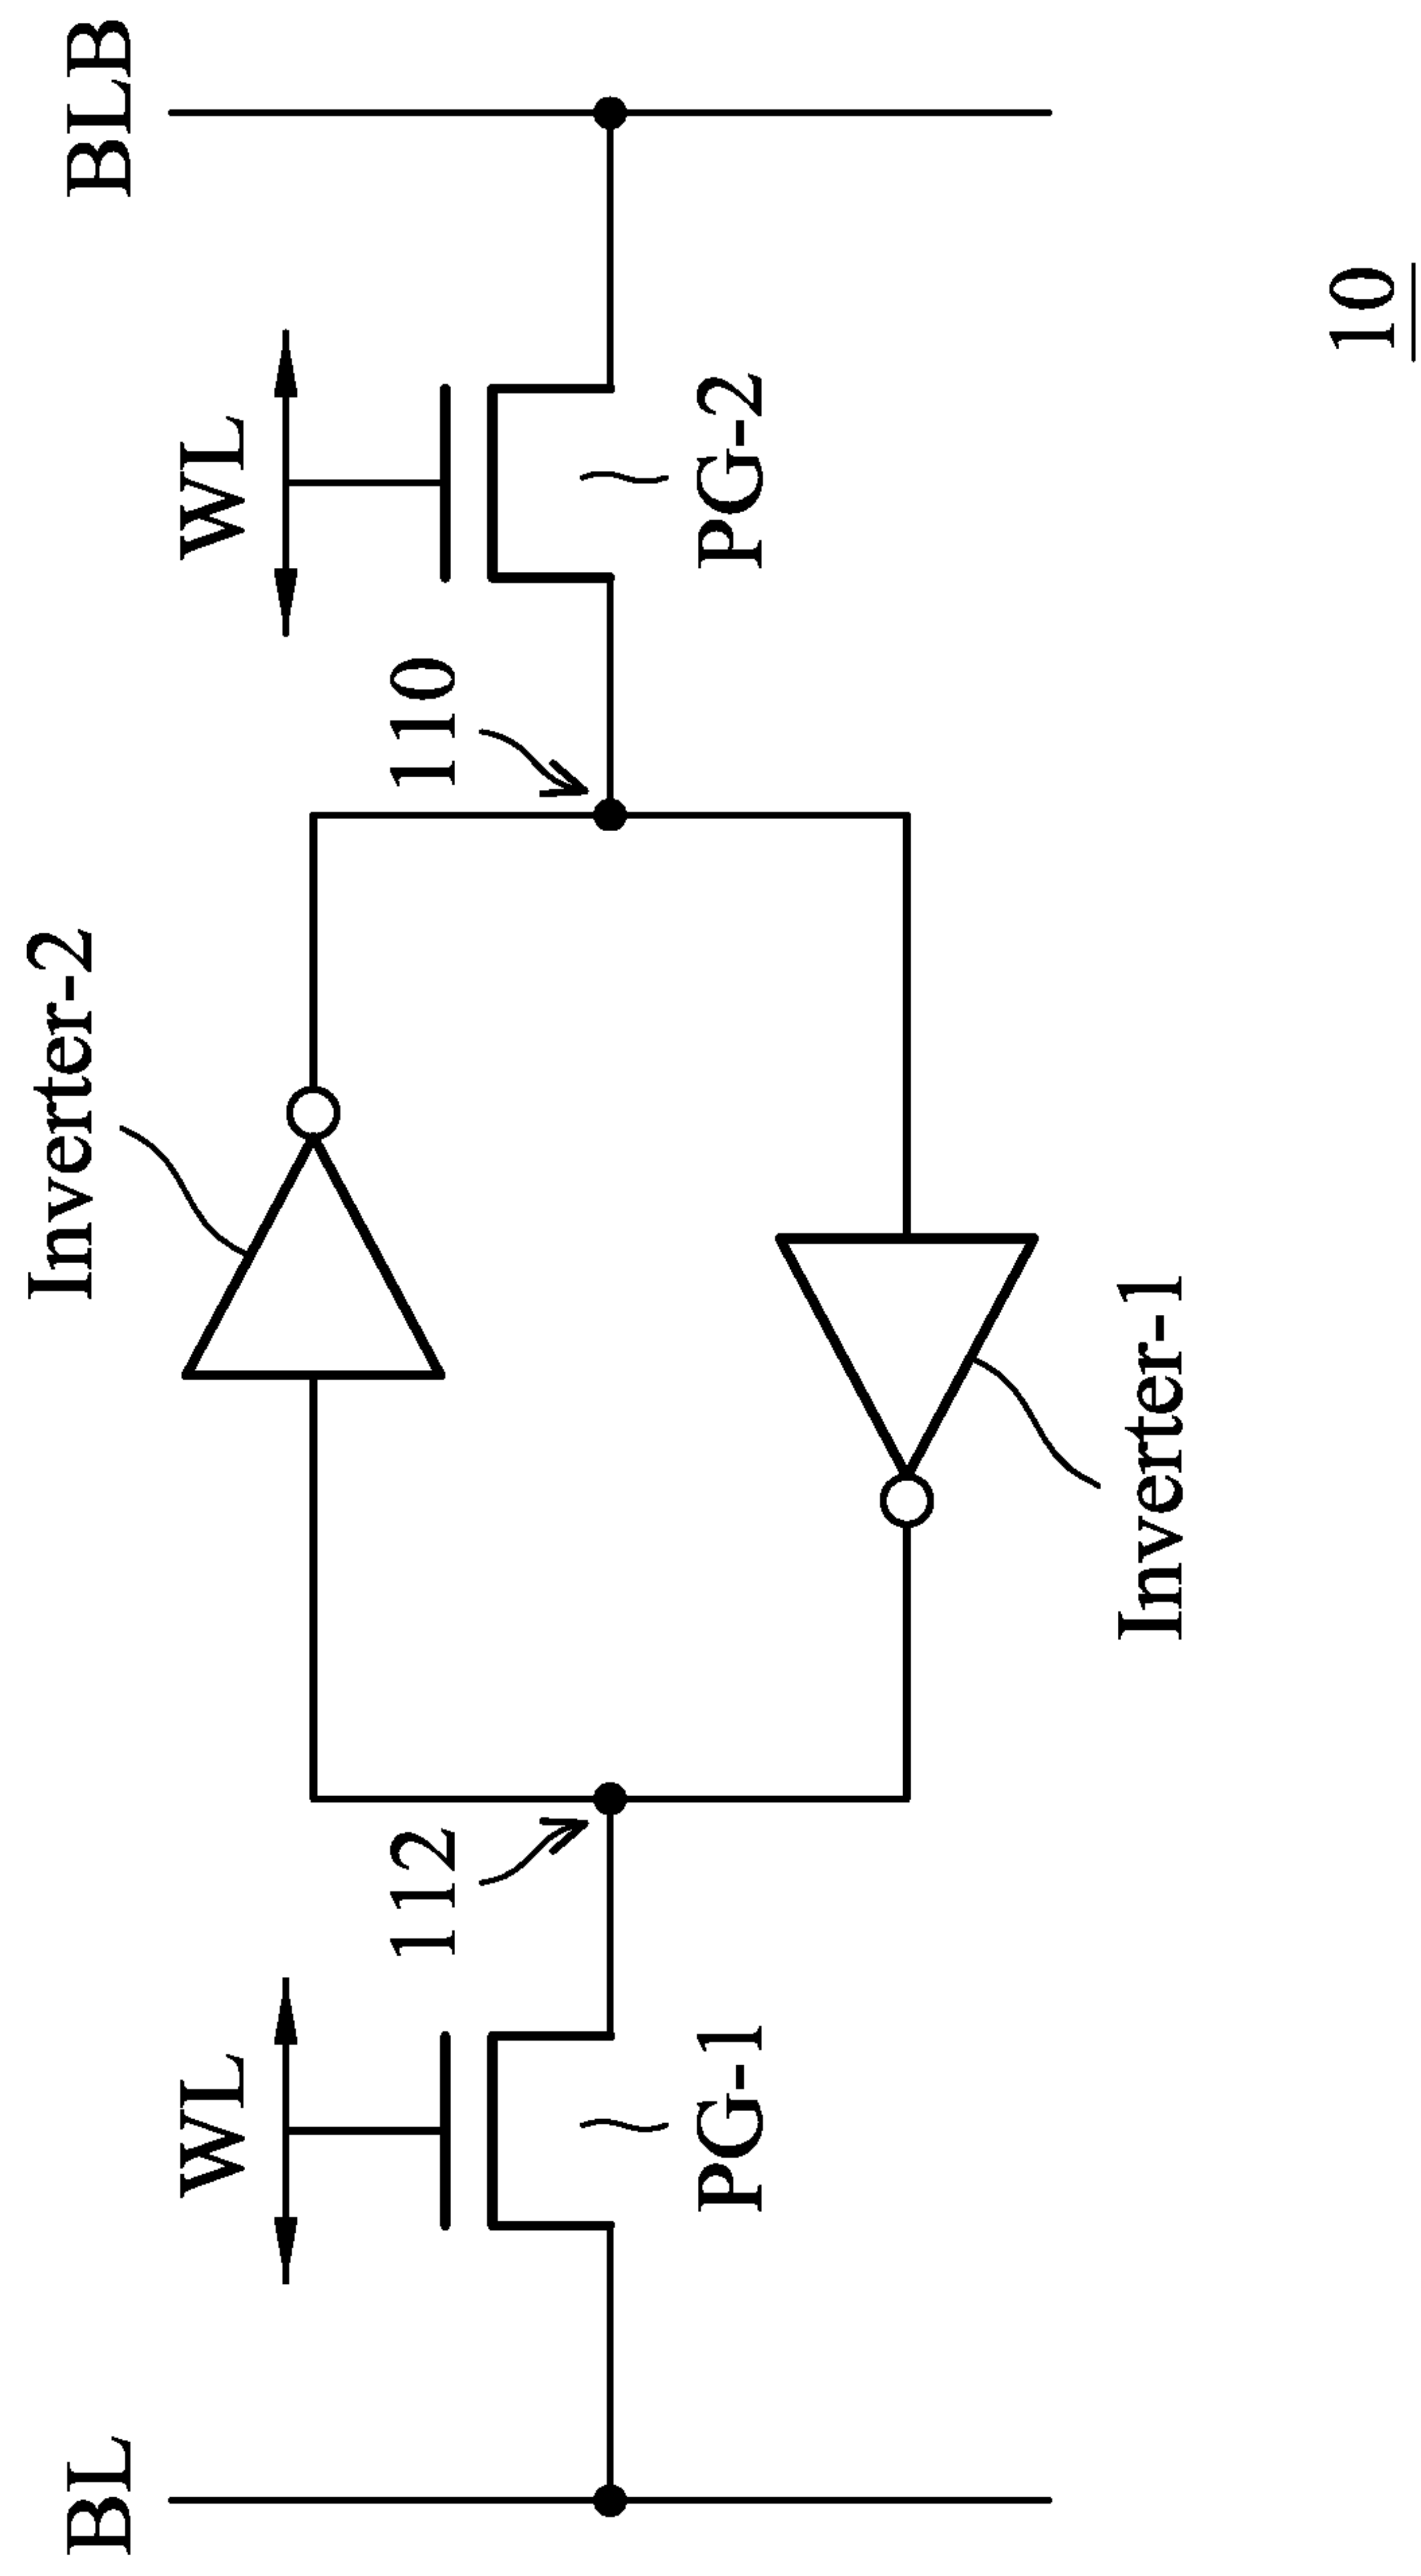 BL
WL
PG-1
112
Inverter-2
Inverter-1
110
WL
PG-2
BLB
10